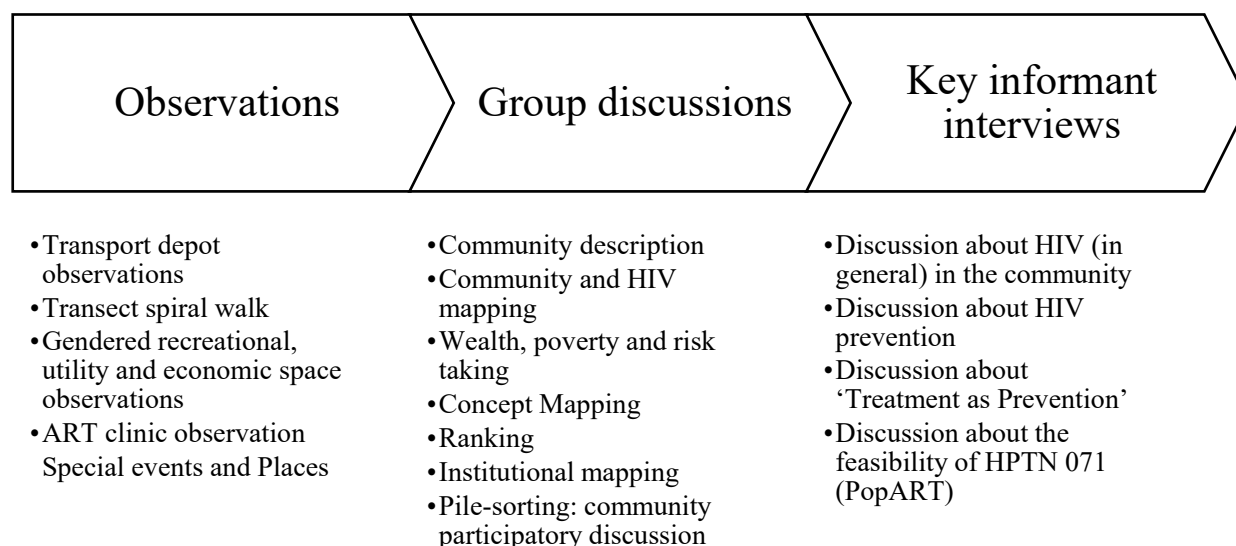 Observations
Group discussions
Key informant
interviews
•Transport depot
observations
•Transect spiral walk
•Gendered recreational,
utility and economic space
observations
•ART clinic observation
Special events and Places
•Community description
•Community and HIV
mapping
•Wealth, poverty and risk
taking
•Concept Mapping
•Ranking
•Institutional mapping
•Pile-sorting: community
participatory discussion
•Discussion about HIV (in
general) in the community
•Discussion about HIV
prevention
•Discussion about
‘Treatment as Prevention’
•Discussion about the
feasibility of HPTN 071
(PopART)